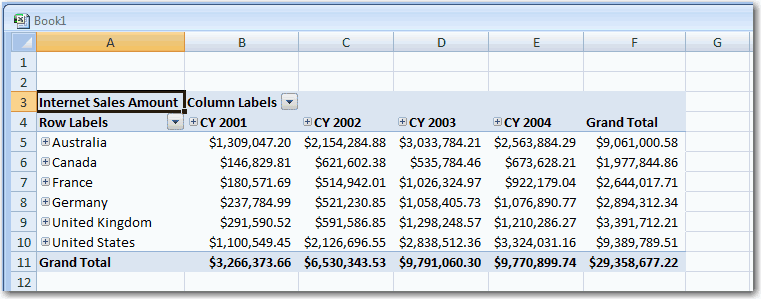 Book1
A B C D E F G
1
2
3 Internet Sales Amount Column Labels
4 Row Labels CY 2001 CY 2002 CY 2003 CY 2004 Grand Total
5 Australia $1,309,047.20 $2,154,284.88 $3,033,784.21 $2,563,884.29 $9,061,000.58
6 Canada $146,829.81 $621,602.38 $535,784.46 $673,628.21 $1,977,844.86
7 France $180,571.69 $514,942.01 $1,026,324.97 $922,179.04 $2,644,017.71
8 Germany $237,784.99 $521,230.85 $1,058,405.73 $1,076,890.77 $2,894,312.34
9 United Kingdom $291,590.52 $591,586.85 $1,298,248.57 $1,210,286.27 $3,391,712.21
10 United States $1,100,549.45 $2,126,696.55 $2,838,512.36 $3,324,031.16 $9,389,789.51
11 Grand Total $3,266,373.66 $6,530,343.53 $9,791,060.30 $9,770,899.74 $29,358,677.22
12